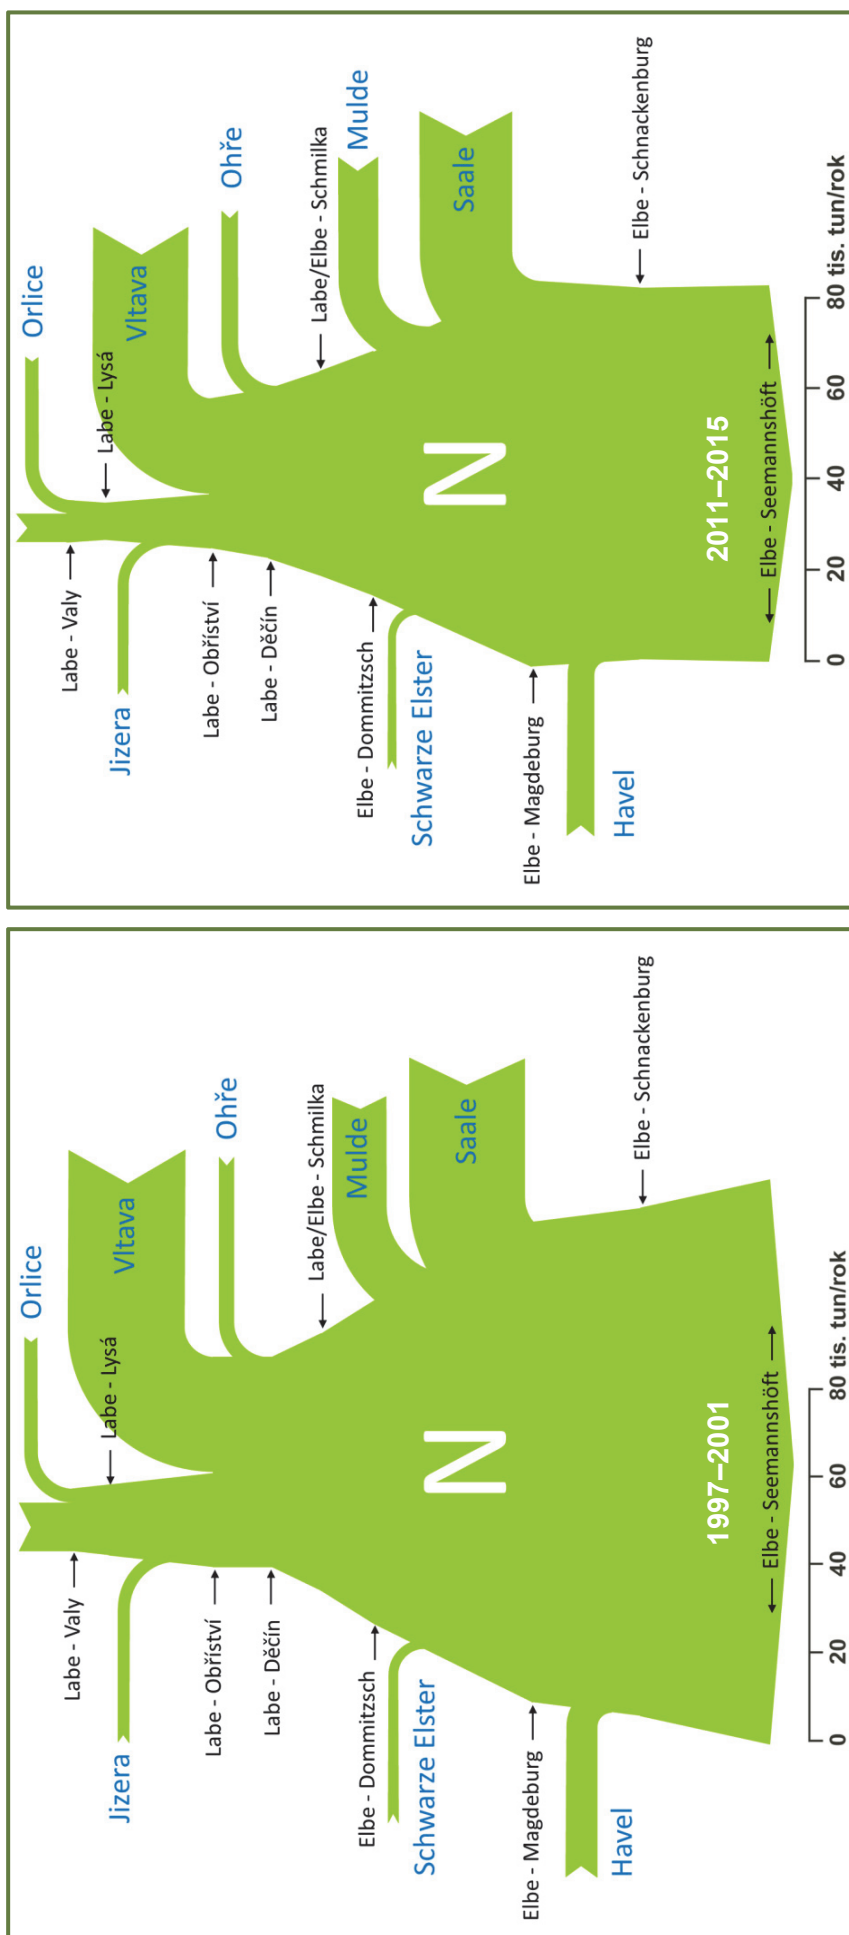 Orlice
Vltava
Ohře
Mulde
Saale
Labe - Lysá
Labe/Elbe - Schmilka
Elbe - Schnackenburg
Labe - Valy
Jizera
Labe - Obříství
Labe - Děčín
Elbe - Dommitzsch
Schwarze Elster
Elbe - Magdeburg
Havel
N
2011–2015
Elbe - Seemannshöft
0 20 40 60 80 tis. tun/rok
Orlice
Vltava
Ohře
Mulde
Saale
Labe - Lysá
Labe/Elbe - Schmilka
Elbe - Schnackenburg
Labe - Valy
Jizera
Labe - Obříství
Labe - Děčín
Elbe - Dommitzsch
Schwarze Elster
Elbe - Magdeburg
Havel
N
1997–2001
Elbe - Seemannshöft
0 20 40 60 80 tis. tun/rok